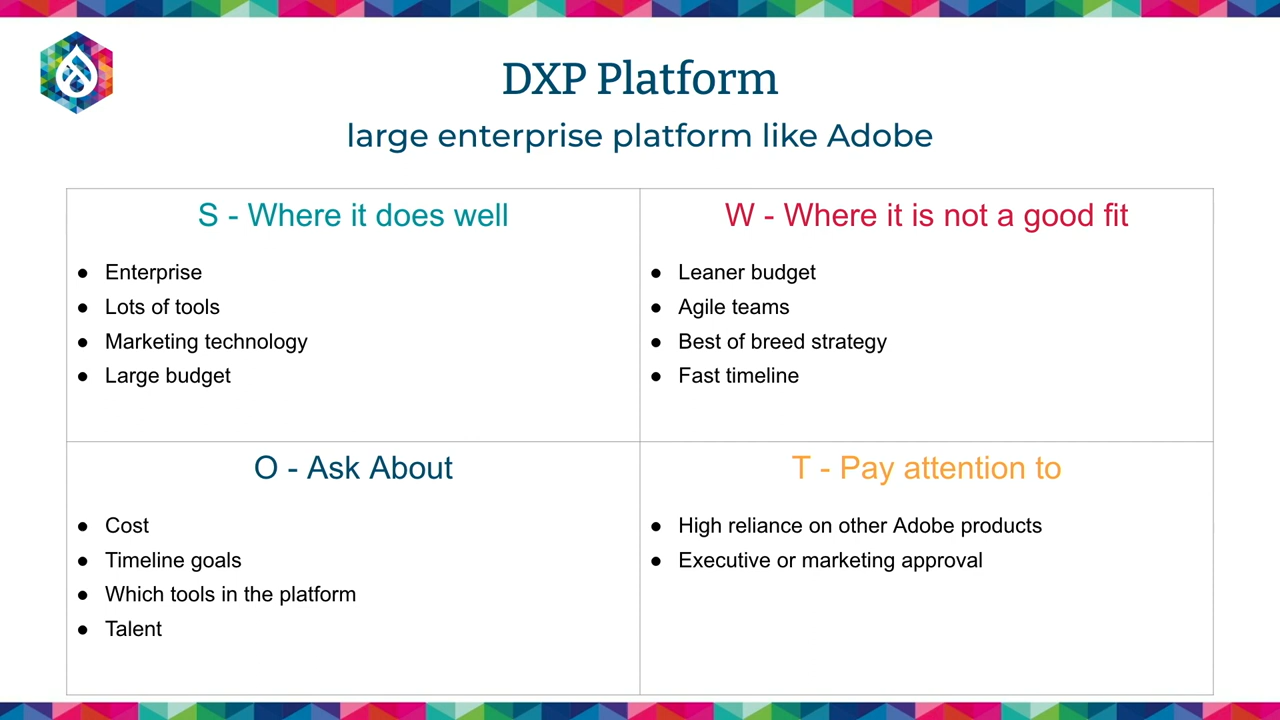 DXP Platform
large enterprise platform like Adobe
S - Where it does well
● Enterprise
● Lots of tools
● Marketing technology
● Large budget
W - Where it is not a good fit
● Leaner budget
● Agile teams
● Best of breed strategy
● Fast timeline
O - Ask About
● Cost
● Timeline goals
● Which tools in the platform
● Talent
T - Pay attention to
● High reliance on other Adobe products
● Executive or marketing approval